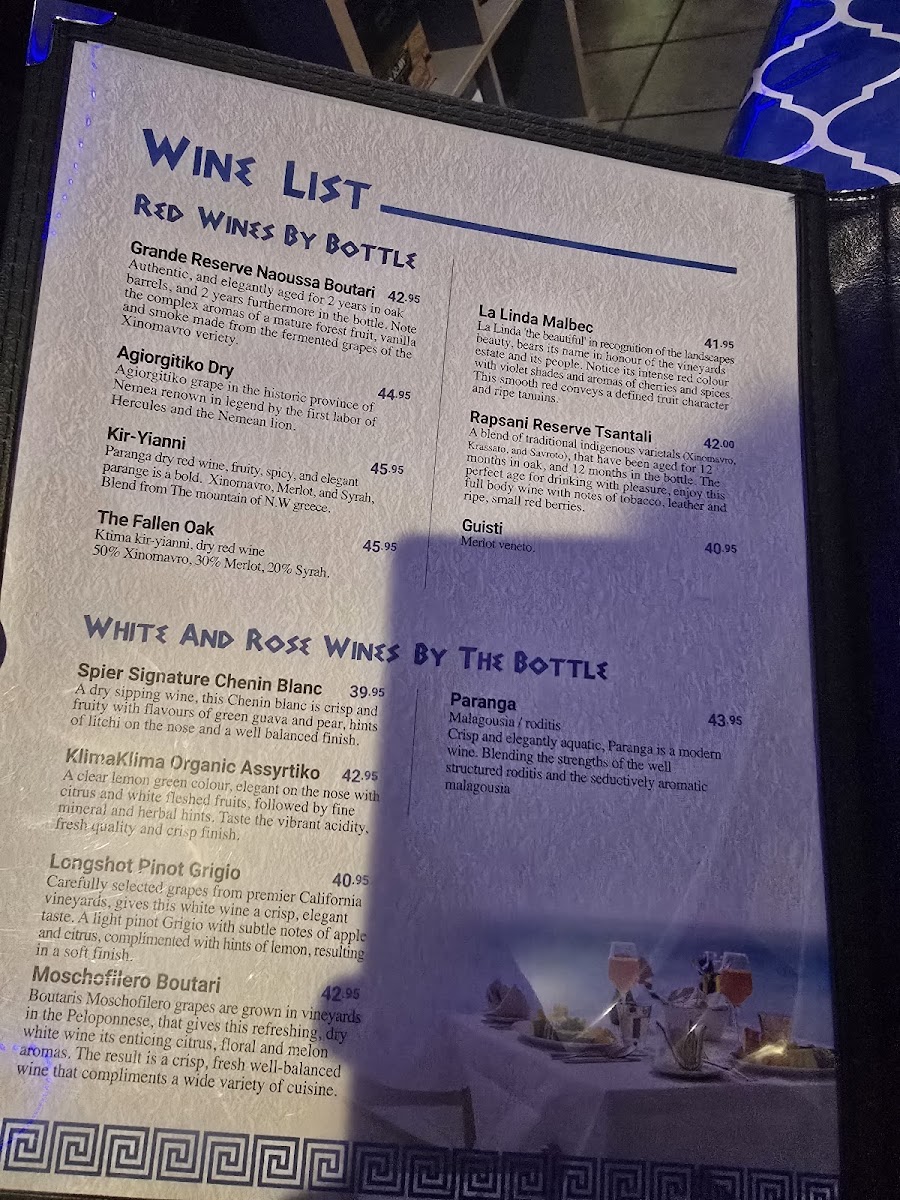 WINE LIST
RED WINES BY BOTTLE
Grande Reserve Naoussa Boutari 42.95
Authentic, and elegantly aged for 2 years in oak
barrels, and 2 years furthermore in the bottle. Note
the complex aromas of a mature forest fruit, vanilla
and smoke made from the fermented grapes of the
Xinomavro veriety.
Agiorgitiko Dry 44.95
Agiorgitiko grape in the historic province of
Nemea renown in legend by the first labor of
Hercules and the Nemean lion.
Kir-Yianni 45.95
Paranga dry red wine, fruity, spicy, and elegant
parange is a bold. Xinomavro, Merlot, and Syrah,
Blend from The mountain of N.W greece.
The Fallen Oak 45.95
Ktima kir-yianni, dry red wine
50% Xinomavro, 30% Merlot, 20% Syrah.
La Linda Malbec 41.95
La Linda 'the beautiful' in recognition of the landscapes
beauty, bears its name in honour of the vineyards
estate and its people. Notice its intense red colour
with violet shades and aromas of cherries and spices.
This smooth red conveys a defined fruit character
and ripe tannins.
Rapsani Reserve Tsantali 42.00
A blend of traditional indigenous varietals (Xinomavro,
Krassato, and Savroto), that have been aged for 12
months in oak, and 12 months in the bottle. The
perfect age for drinking with pleasure, enjoy this
full body wine with notes of tobacco, leather and
ripe, small red berries.
Guisti 40.95
Merlot veneto.
WHITE AND ROSE WINES BY THE BOTTLE
Spier Signature Chenin Blanc 39.95
A dry sipping wine, this Chenin blanc is crisp and
fruity with flavours of green guava and pear, hints
of litchi on the nose and a well balanced finish.
KlimaKlima Organic Assyrtiko 42.95
A clear lemon green colour, elegant on the nose with
citrus and white fleshed fruits, followed by fine
mineral and herbal hints. Taste the vibrant acidity,
fresh quality and crisp finish.
Longshot Pinot Grigio 40.95
Carefully selected grapes from premier California
vineyards, gives this white wine a crisp, elegant
taste. A light pinot Grigio with subtle notes of apple
and citrus, complimented with hints of lemon, resulting
in a soft finish.
Moschofilero Boutari 42.95
Boutaris Moschofilero grapes are grown in vineyards
in the Peloponnese, that gives this refreshing, dry
white wine its enticing citrus, floral and melon
aromas. The result is a crisp, fresh well-balanced
wine that compliments a wide variety of cuisine.
Paranga 43.95
Malagousia / roditis
Crisp and elegantly aquatic, Paranga is a modern
wine. Blending the strengths of the well
structured roditis and the seductively aromatic
malagousia